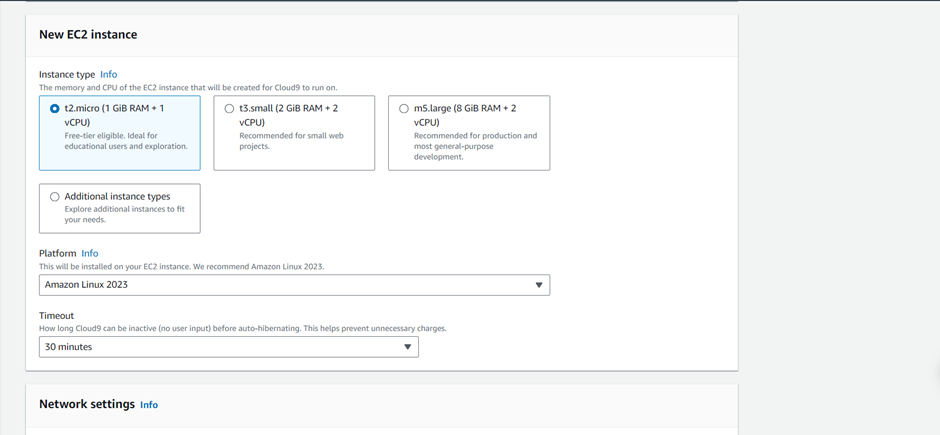 New EC2 instance
Instance type Info
The memory and CPU of the EC2 instance that will be created for Cloud9 to run on.
t2.micro (1 GiB RAM + 1
vCPU)
Free-tier eligible. Ideal for
educational users and exploration.
t3.small (2 GiB RAM + 2
vCPU)
Recommended for small web
projects.
m5.large (8 GiB RAM + 2
vCPU)
Recommended for production and
most general-purpose
development.
Additional instance types
Explore additional instances to fit
your needs.
Platform Info
This will be installed on your EC2 instance. We recommend Amazon Linux 2023.
Amazon Linux 2023
Timeout
How long Cloud9 can be inactive (no user input) before auto-hibernating. This helps prevent unnecessary charges.
30 minutes
Network settings Info